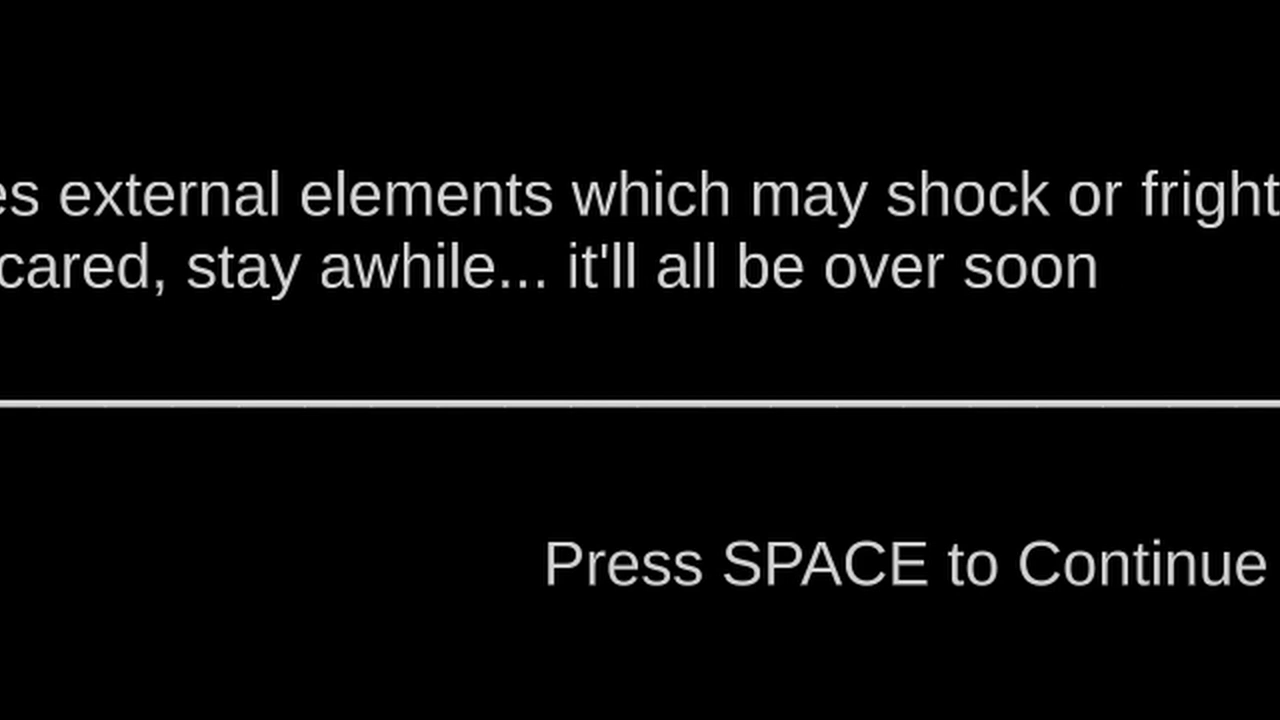 es external elements which may shock or fright
cared, stay awhile... it'll all be over soon
Press SPACE to Continue